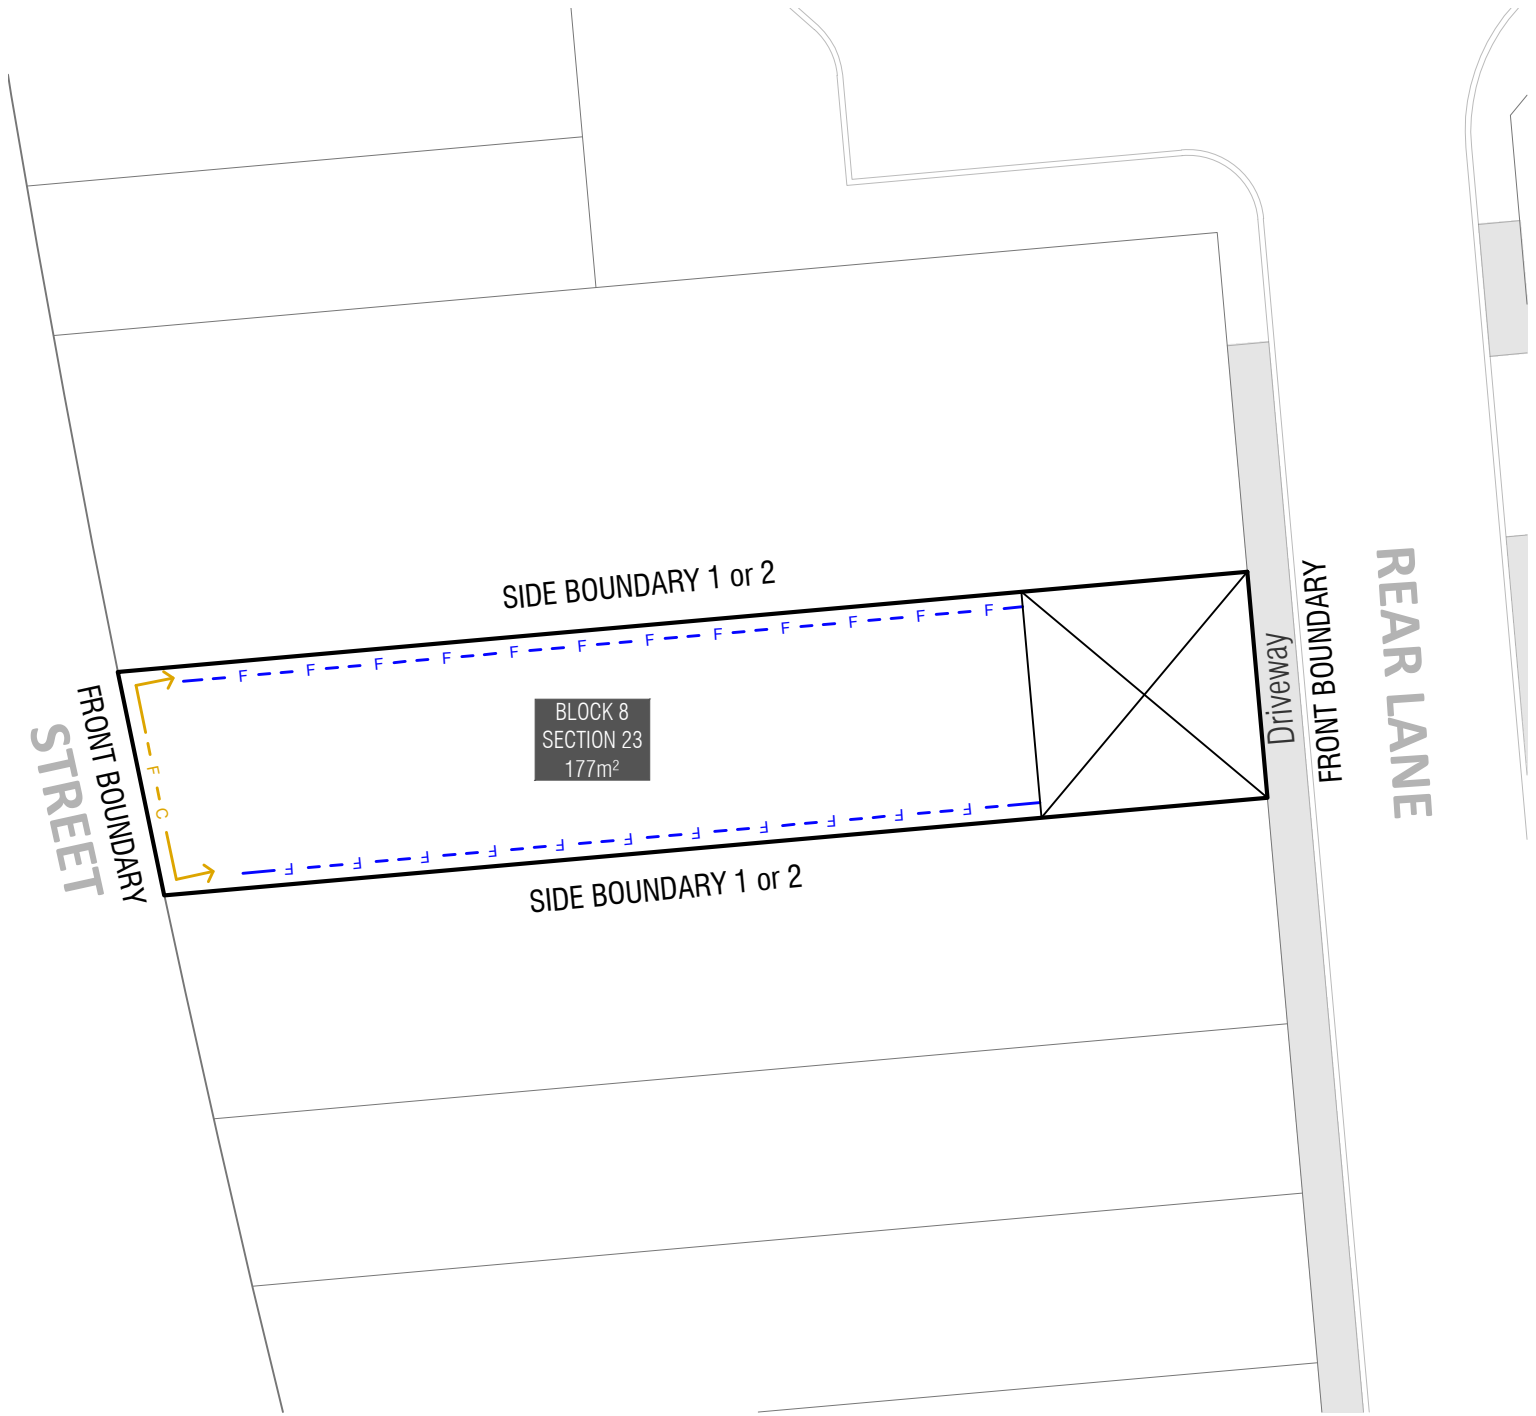 SIDE BOUNDARY 1 or 2
F F F F F F F F F F F F
STREET
FRONT BOUNDARY
F
C
BLOCK 8
SECTION 23
177m²
Driveway
FRONT BOUNDARY
REAR LANE
F F F F F F F F F F F
SIDE BOUNDARY 1 or 2